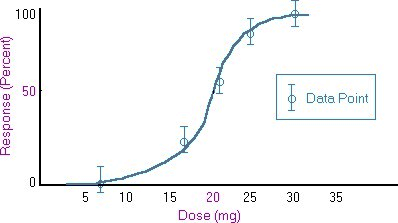 Response (Percent)
100
50
0
Data Point
5 10 15 20 25 30 35
Dose (mg)